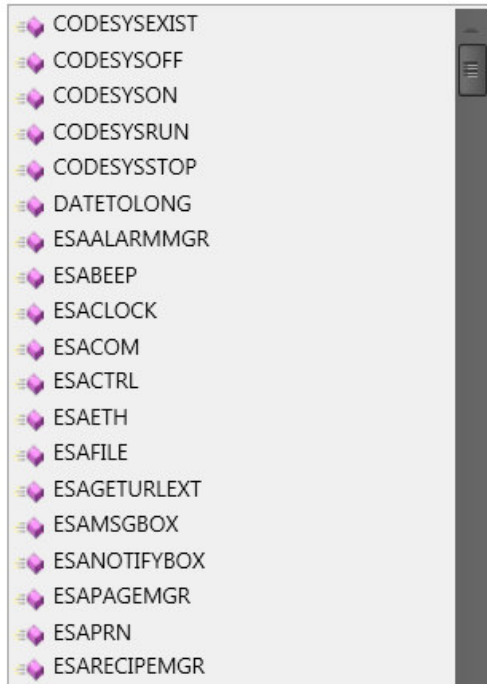 CODESYSEXIST
CODESYSOFF
CODESYSON
CODESYSRUN
CODESYSSTOP
DATETOLONG
ESAALARMMGR
ESABEEP
ESACLOCK
ESACOM
ESACTRL
ESAETH
ESAFILE
ESAGETURLEXT
ESAMSGBOX
ESANOTIFYBOX
ESAPAGEMGR
ESAPRN
ESARECIPEMGR